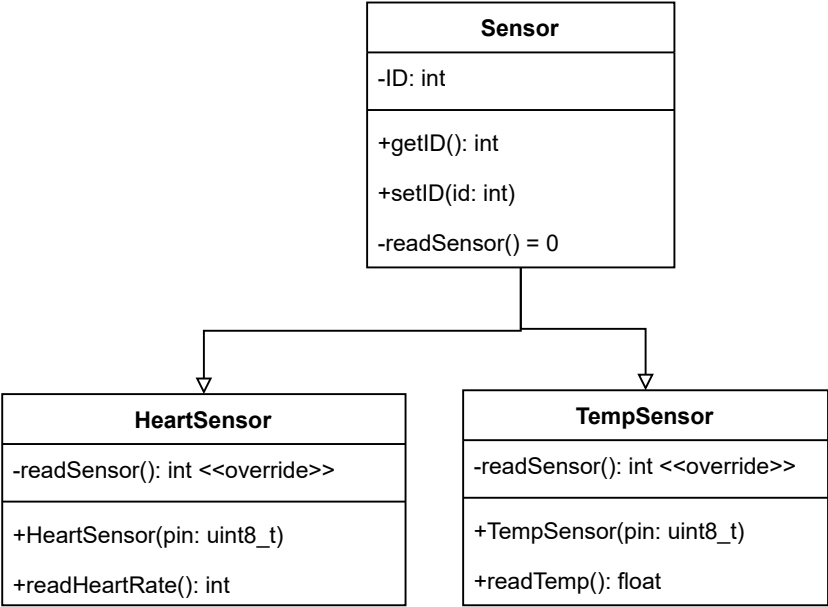 Sensor
-ID: int
+getID(): int
+setID(id: int)
-readSensor() = 0
HeartSensor
-readSensor(): int <<override>>
+HeartSensor(pin: uint8_t)
+readHeartRate(): int
TempSensor
-readSensor(): int <<override>>
+TempSensor(pin: uint8_t)
+readTemp(): float